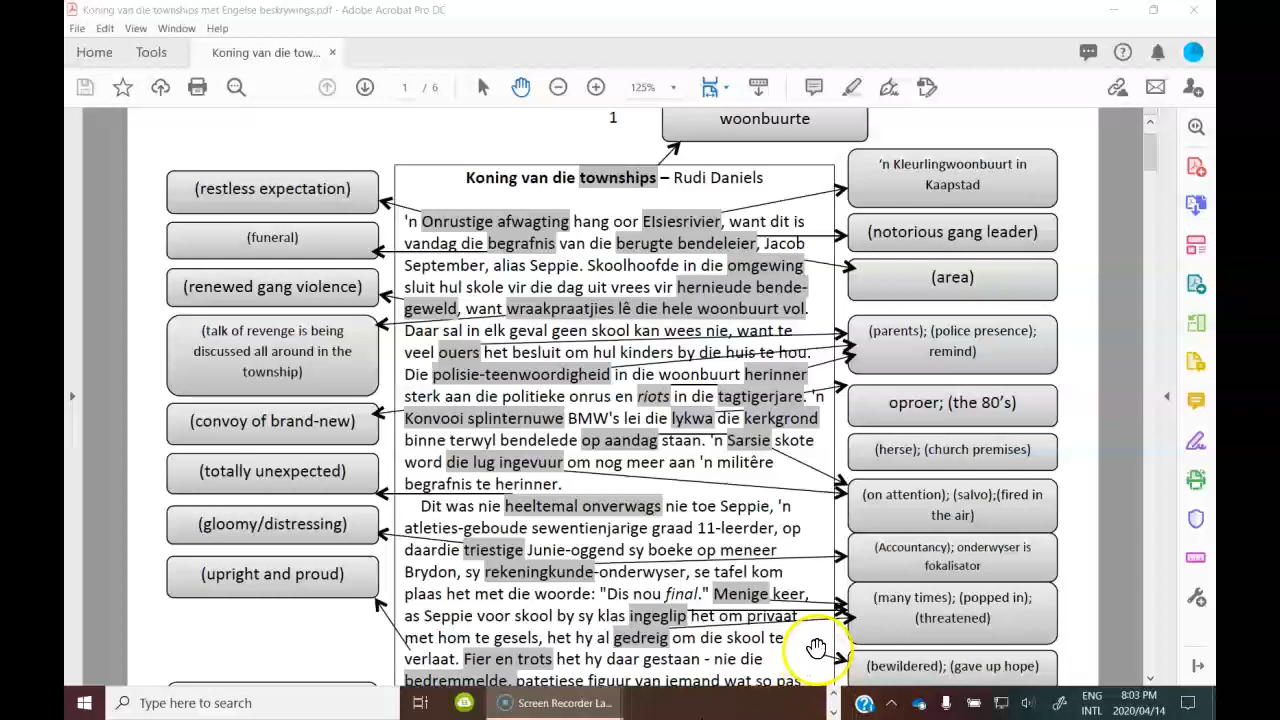 Koning van die townships met Engelse beskrywings.pdf - Adobe Acrobat Pro DC
File Edit View Window Help
Home Tools Koning van die tow... ×
1 / 6 125%
1
woonbuurte
Koning van die townships – Rudi Daniels
'n Onrustige afwagting hang oor Elsiesrivier, want dit is
vandag die begrafnis van die berugte bendeleier, Jacob
September, alias Seppie. Skoolhoofde in die omgewing
sluit hul skole vir die dag uit vrees vir hernieude bende-
geweld, want wraakpraatjies lê die hele woonbuurt vol.
Daar sal in elk geval geen skool kan wees nie, want te
veel ouers het besluit om hul kinders by die huis te hou.
Die polisie-teenwoordigheid in die woonbuurt herinner
sterk aan die politieke onrus en riots in die tagtigerjare. 'n
Konvooi splinternuwe BMW's lei die lykwa die kerkgrond
binne terwyl bendelede op aandag staan. 'n Sarsie skote
word die lug ingevuur om nog meer aan 'n militêre
begrafnis te herinner.
Dit was nie heeltemal onverwags nie toe Seppie, 'n
atleties-geboude sewentienjarige graad 11-leerder, op
daardie triestige Junie-oggend sy boeke op meneer
Brydon, sy rekeningkunde-onderwyser, se tafel kom
plaas het met die woorde: "Dis nou final." Menige keer,
as Seppie voor skool by sy klas ingeglip het om privaat
met hom te gesels, het hy al gedreig om die skool te
verlaat. Fier en trots het hy daar gestaan - nie die
bedremmelde, patetiese figuur van iemand wat so pas
(restless expectation)
(funeral)
(renewed gang violence)
(talk of revenge is being
discussed all around in the
township)
(convoy of brand-new)
(totally unexpected)
(gloomy/distressing)
(upright and proud)
'n Kleurlingwoonbuurt in
Kaapstad
(notorious gang leader)
(area)
(parents); (police presence);
remind)
oproer; (the 80's)
(herse); (church premises)
(on attention); (salvo);(fired in
the air)
(Accountancy); onderwyser is
fokalisator
(many times); (popped in);
(threatened)
(bewildered); (gave up hope)
Type here to search
Screen Recorder La...
ENG
INTL
8:03 PM
2020/04/14